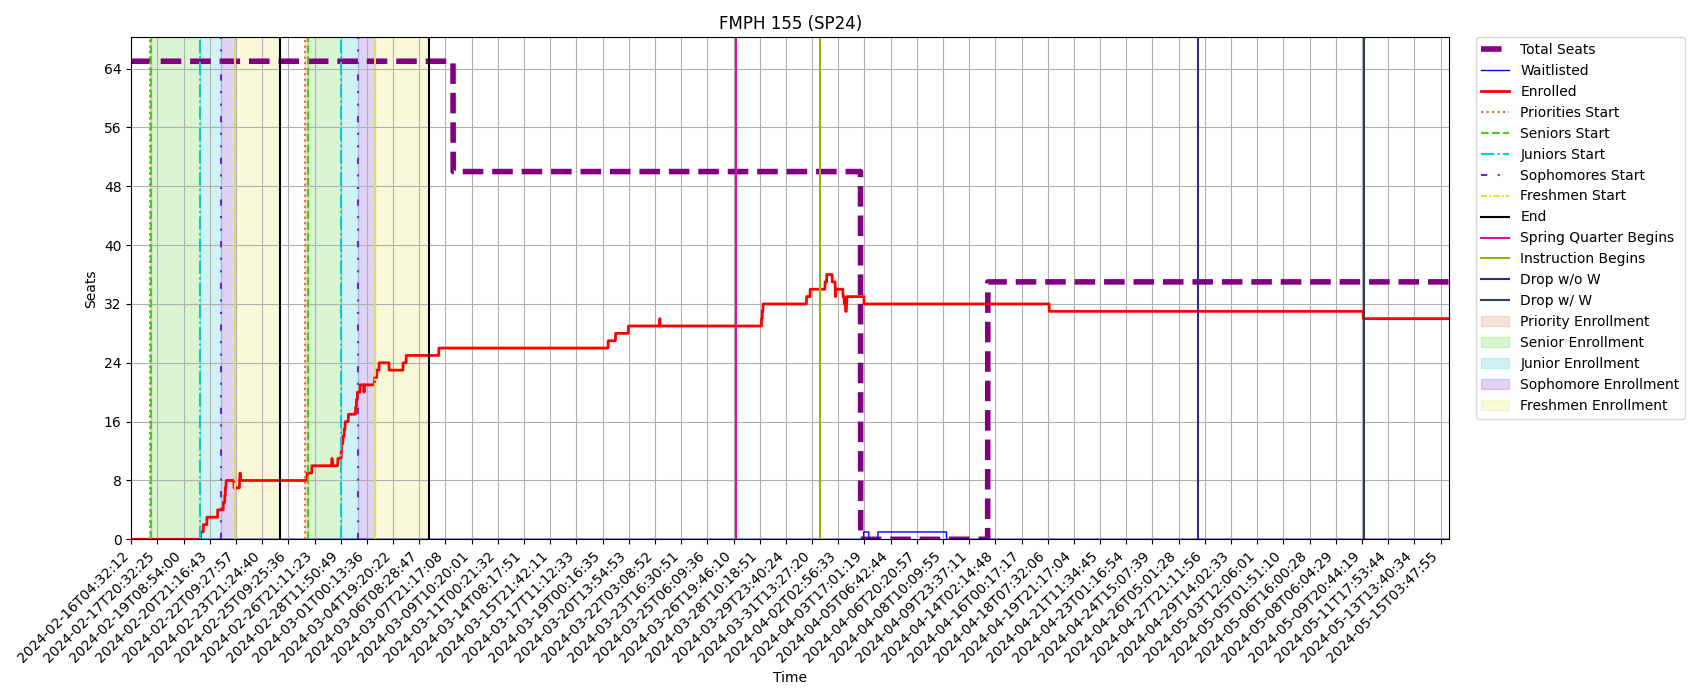 FMPH 155 (SP24)
Seats
64
56
48
40
32
24
16
8
0
2024-02-16T04:32:12
2024-02-17T20:32:25
2024-02-19T08:54:00
2024-02-20T21:16:43
2024-02-22T09:27:57
2024-02-23T21:24:40
2024-02-25T09:25:36
2024-02-26T21:11:23
2024-02-28T11:50:49
2024-03-01T00:13:36
2024-03-04T19:20:22
2024-03-06T08:28:47
2024-03-07T21:17:08
2024-03-09T10:20:01
2024-03-11T00:21:32
2024-03-14T08:17:51
2024-03-15T21:42:11
2024-03-17T11:12:33
2024-03-19T00:16:35
2024-03-20T13:54:53
2024-03-22T03:08:52
2024-03-23T16:30:51
2024-03-25T06:09:36
2024-03-26T19:46:10
2024-03-28T10:18:51
2024-03-29T23:40:24
2024-03-31T13:27:20
2024-04-02T02:56:33
2024-04-03T17:01:19
2024-04-05T06:42:44
2024-04-06T20:20:57
2024-04-08T10:09:55
2024-04-09T23:37:11
2024-04-14T02:14:48
2024-04-16T00:17:17
2024-04-18T07:32:06
2024-04-19T21:17:04
2024-04-21T11:34:45
2024-04-23T01:16:54
2024-04-24T15:07:39
2024-04-26T05:01:28
2024-04-27T21:11:56
2024-04-29T14:02:33
2024-05-03T12:06:01
2024-05-05T01:51:10
2024-05-06T16:00:28
2024-05-08T06:04:29
2024-05-09T20:44:19
2024-05-11T17:53:44
2024-05-13T13:40:34
2024-05-15T03:47:55
Time
Total Seats
Waitlisted
Enrolled
Priorities Start
Seniors Start
Juniors Start
Sophomores Start
Freshmen Start
End
Spring Quarter Begins
Instruction Begins
Drop w/o W
Drop w/ W
Priority Enrollment
Senior Enrollment
Junior Enrollment
Sophomore Enrollment
Freshmen Enrollment